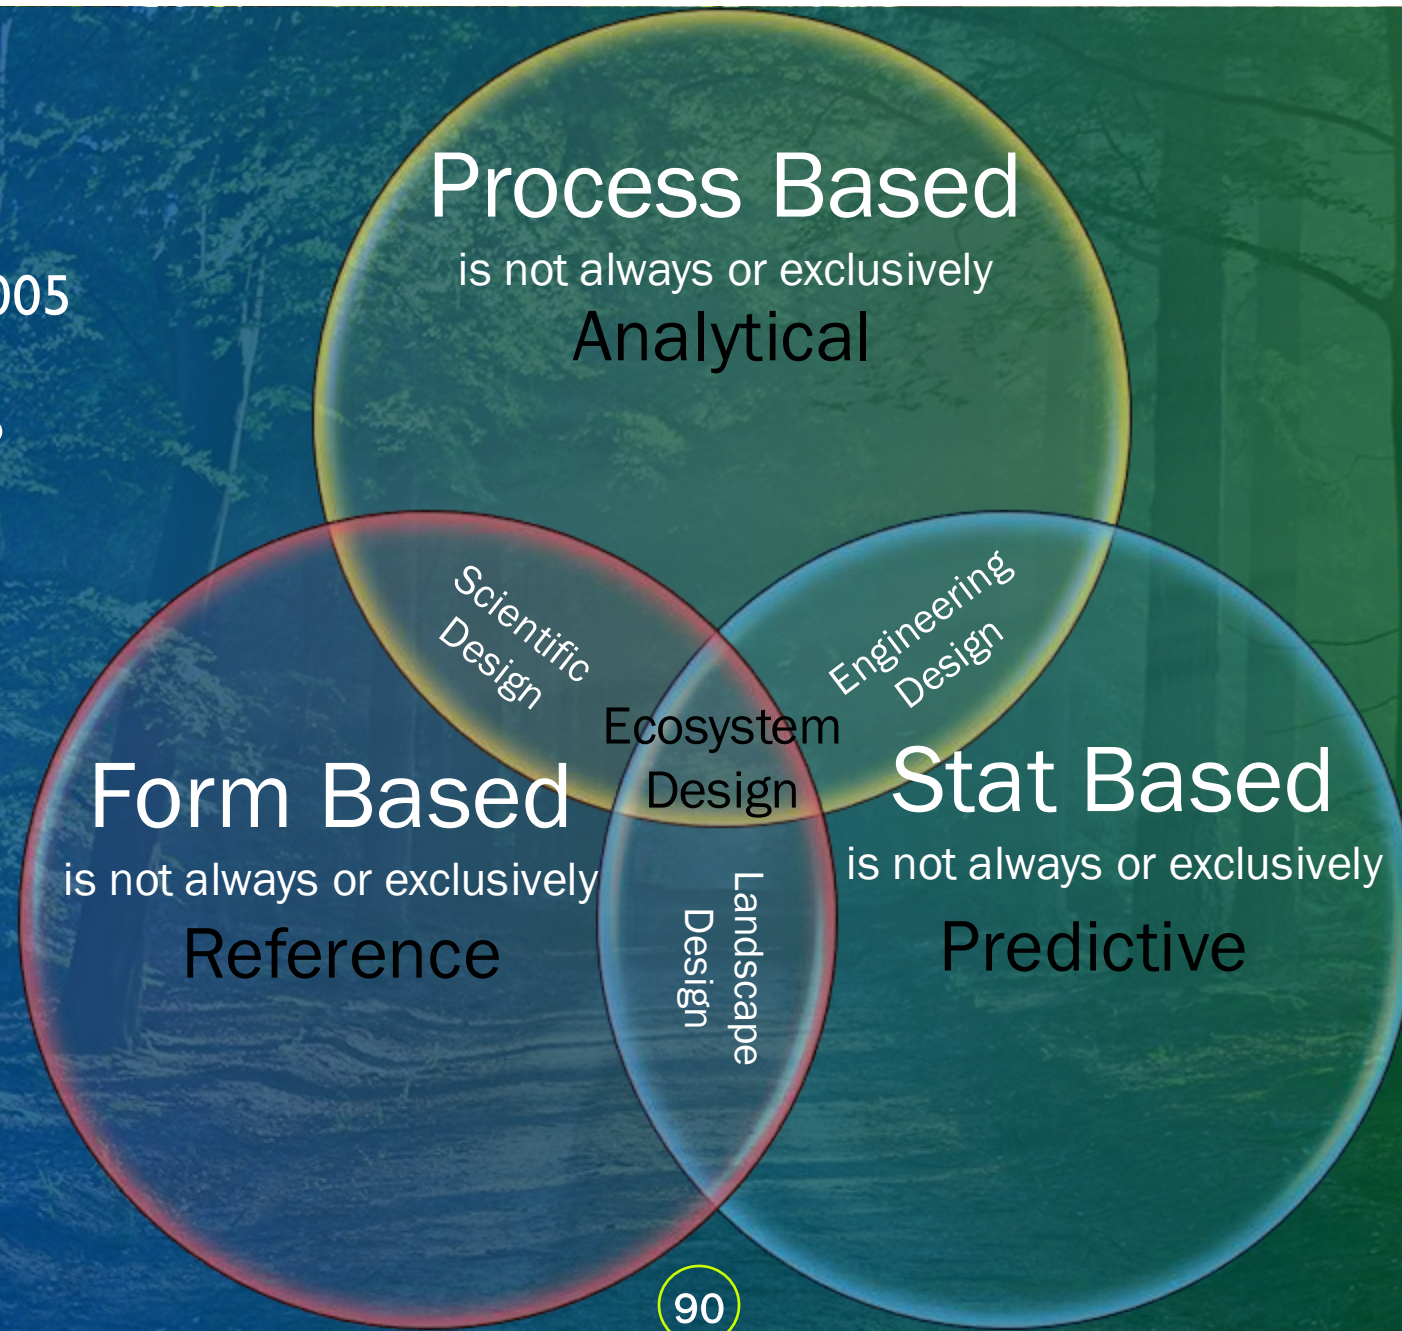 Process Based
is not always or exclusively
Analytical
005
Scientific
Design
Engineering
Design
Ecosystem
Design
Form Based
is not always or exclusively
Reference
Stat Based
is not always or exclusively
Predictive
Landscape
Design
90